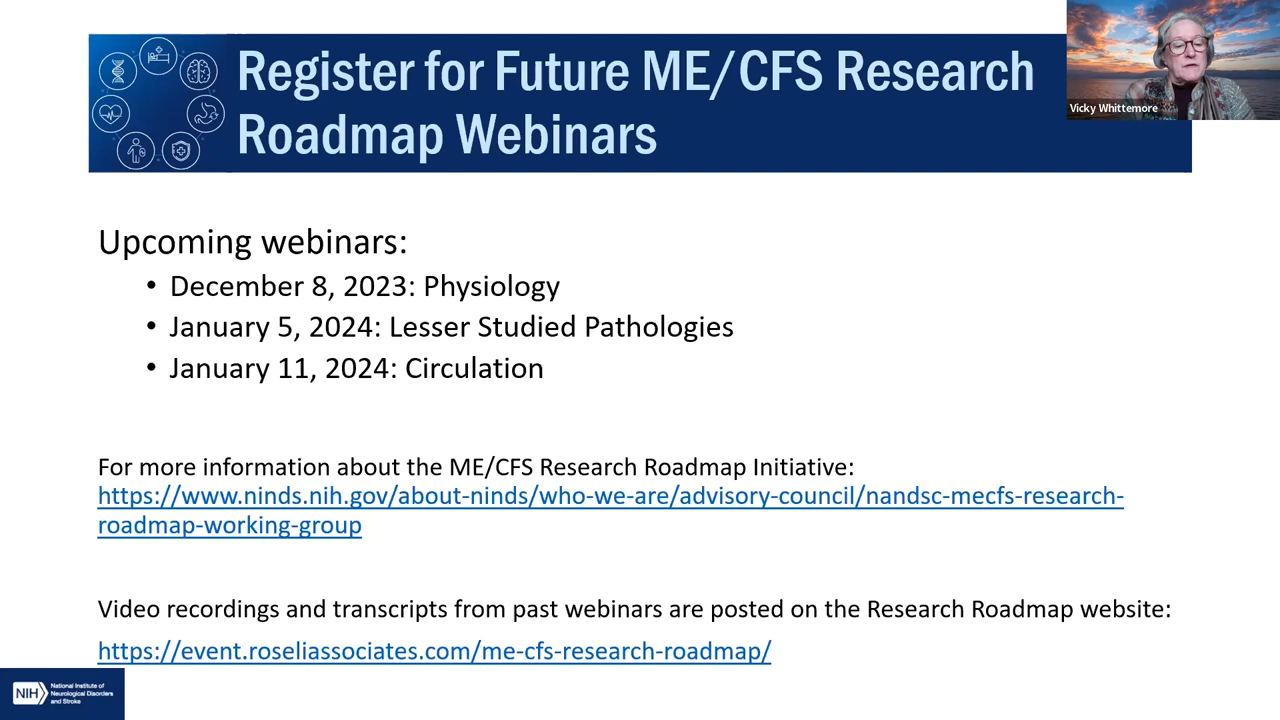 Register for Future ME/CFS Research
Roadmap Webinars
Vicky Whittemore
Upcoming webinars:
• December 8, 2023: Physiology
• January 5, 2024: Lesser Studied Pathologies
• January 11, 2024: Circulation
For more information about the ME/CFS Research Roadmap Initiative:
https://www.ninds.nih.gov/about-ninds/who-we-are/advisory-council/nandsc-mecfs-research-
roadmap-working-group
Video recordings and transcripts from past webinars are posted on the Research Roadmap website:
https://event.roseliassociates.com/me-cfs-research-roadmap/
NIH
National Institute of
Neurological Disorders
and Stroke